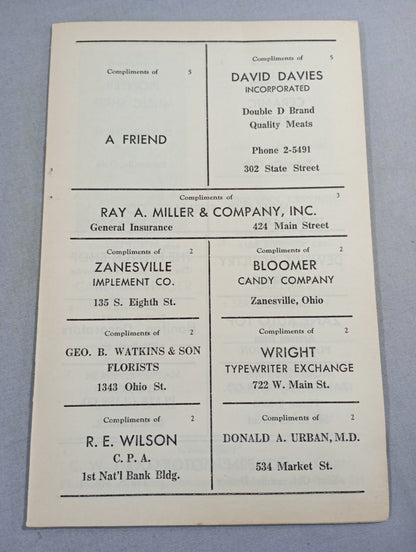 Compliments of 5
A FRIEND
Compliments of 5
DAVID DAVIES
INCORPORATED
Double D Brand
Quality Meats
Phone 2-5491
302 State Street
Compliments of 3
RAY A. MILLER & COMPANY, INC.
General Insurance 424 Main Street
Compliments of 2
ZANESVILLE
IMPLEMENT CO.
135 S. Eighth St.
Compliments of 2
BLOOMER
CANDY COMPANY
Zanesville, Ohio
Compliments of 2
GEO. B. WATKINS & SON
FLORISTS
1343 Ohio St.
Compliments of 2
WRIGHT
TYPEWRITER EXCHANGE
722 W. Main St.
Compliments of 2
R. E. WILSON
C. P. A.
1st Nat'l Bank Bldg.
Compliments of 2
DONALD A. URBAN, M.D.
534 Market St.